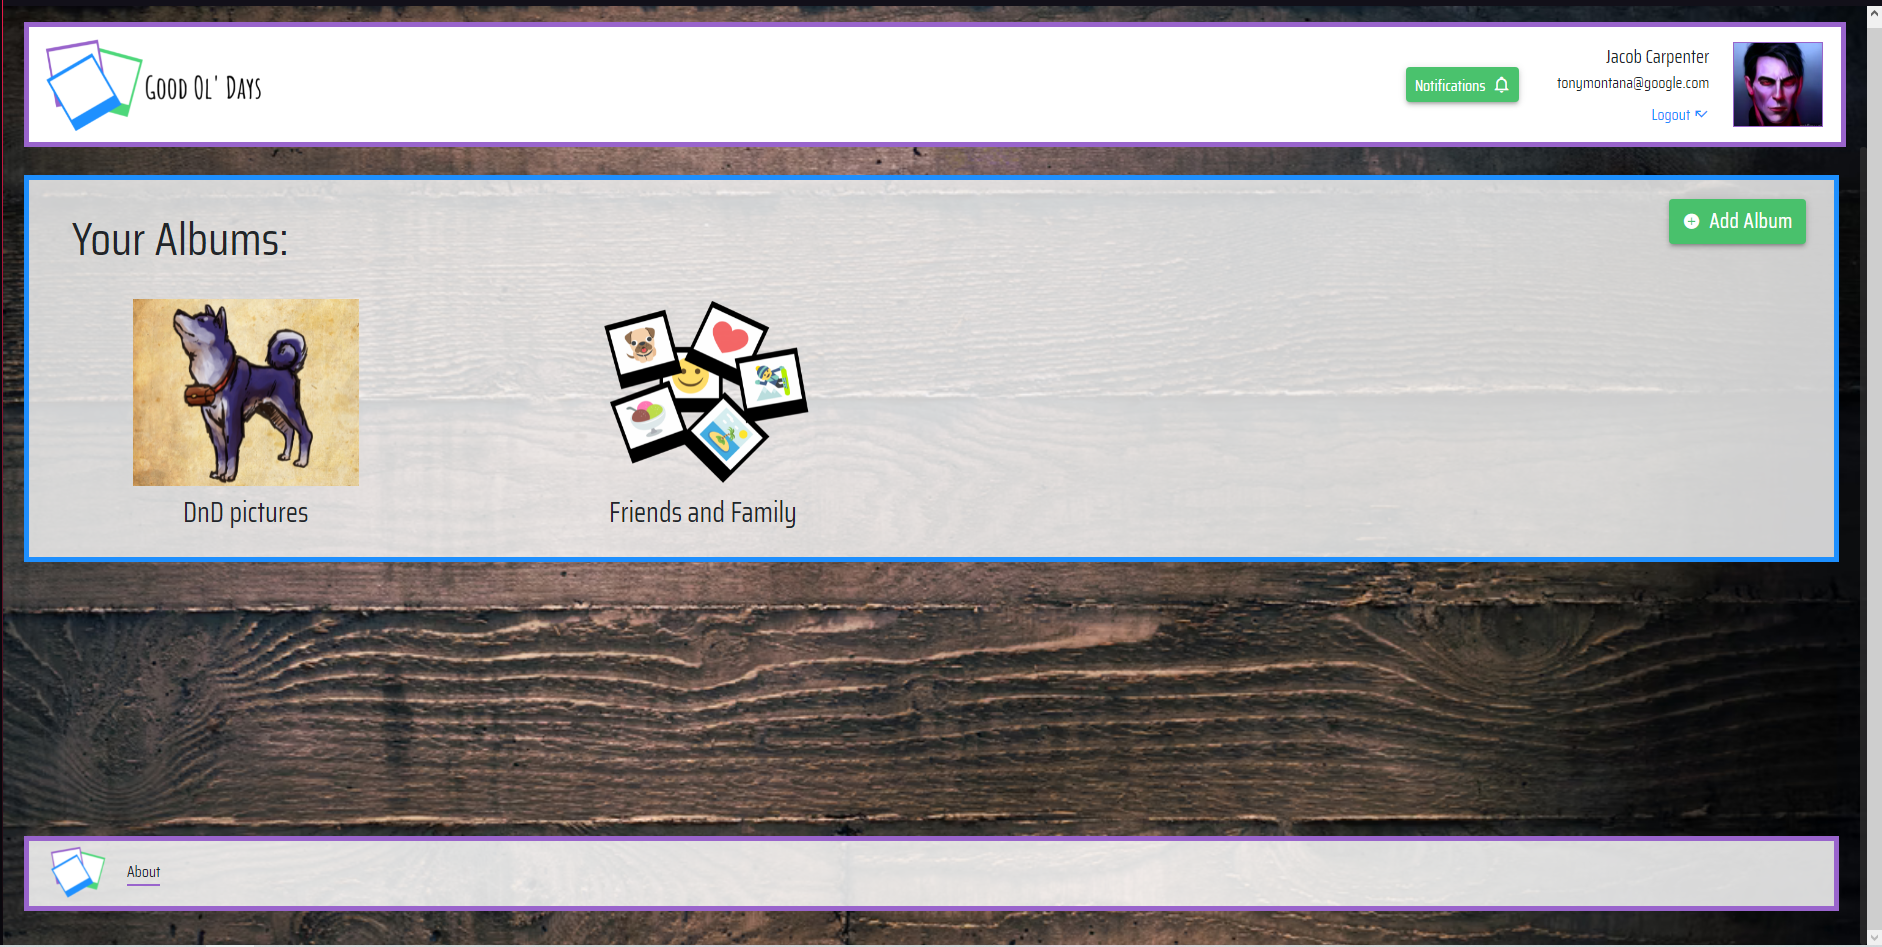 Good Ol' Days
Notifications
Jacob Carpenter
tonymontana@google.com
Logout
Your Albums:
Add Album
DnD pictures
Friends and Family
About